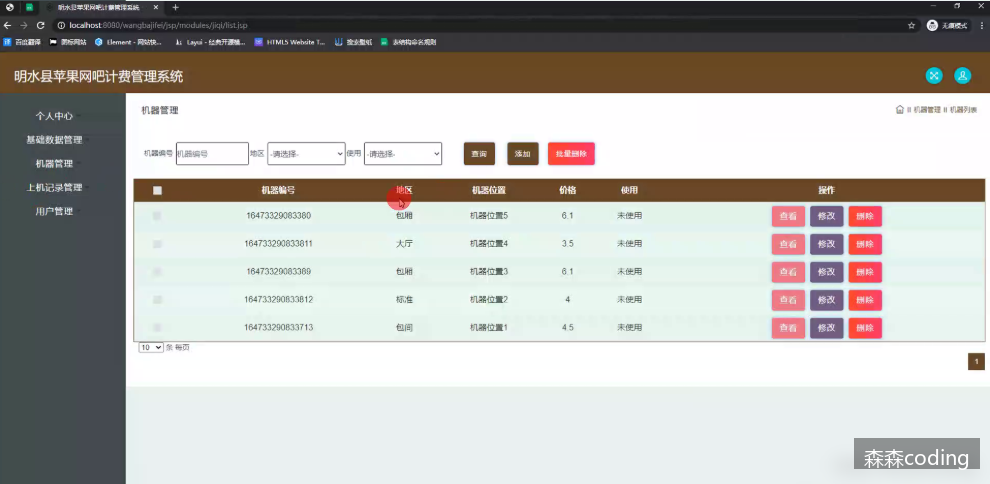 明水县苹果网吧计费管理系统
localhost:8080/wangbajifei/jsp/modules/jiqi/list.jsp
无痕模式
百度翻译 图标网站 Element - 网站快... Layui - 经典开源模... HTML5 Website T... 搜支壁纸 表结构命名规则
明水县苹果网吧计费管理系统
个人中心
基础数据管理
机器管理
上机记录管理
用户管理
机器管理
机器管理 机器列表
机器编号 机器编号 地区 -请选择- 使用 -请选择- 查询 添加 批量删除
机器编号 地区 机器位置 价格 使用 操作
16473329083380 包厢 机器位置5 6.1 未使用 查看 修改 删除
164733290833811 大厅 机器位置4 3.5 未使用 查看 修改 删除
16473329083389 包厢 机器位置3 6.1 未使用 查看 修改 删除
164733290833812 标准 机器位置2 4 未使用 查看 修改 删除
164733290833713 包间 机器位置1 4.5 未使用 查看 修改 删除
10 条 每页
1
森森coding